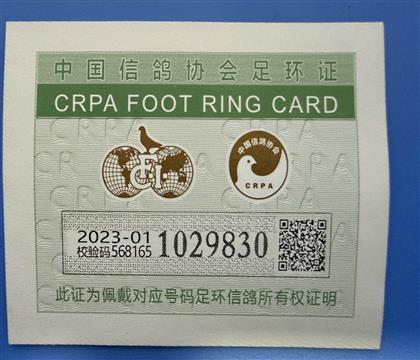 中国信鸽协会足环证
CRPA FOOT RING CARD
FCI
中国信鸽协会
CRPA
2023-01
校验码568165
1029830
此证为佩戴对应号码足环信鸽所有权证明